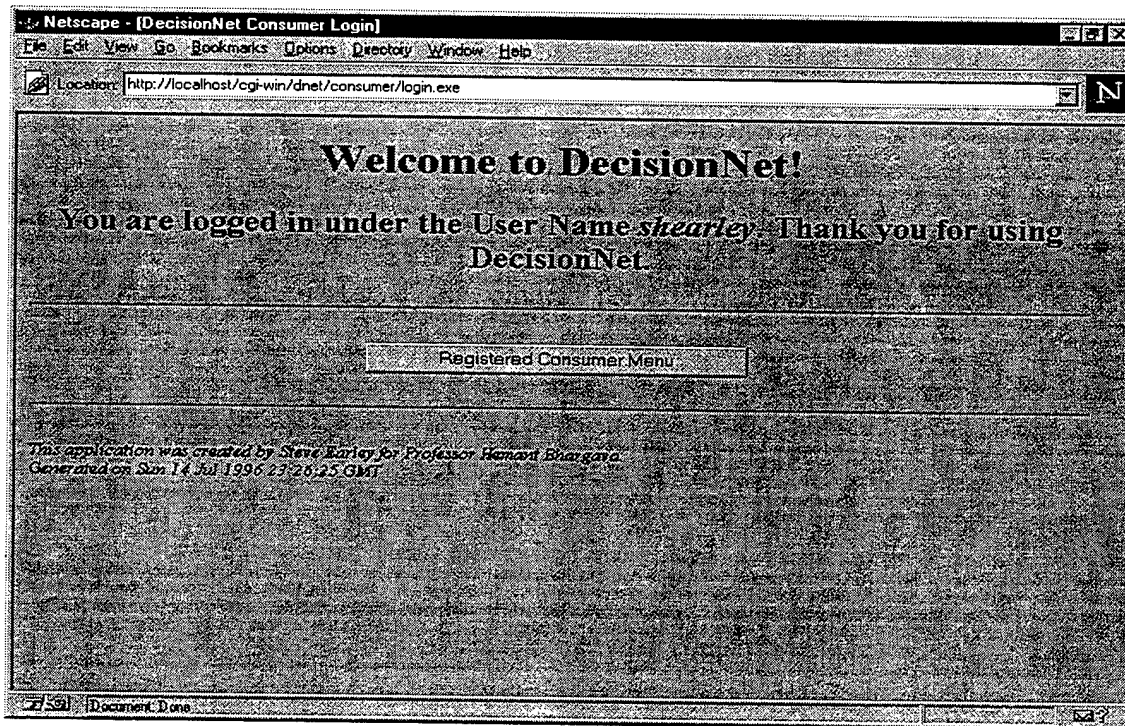 Netscape - [DecisionNet Consumer Login]
File Edit View Go Bookmarks Options Directory Window Help
Location: http://localhost/cgi-win/dnet/consumer/login.exe
N
Welcome to DecisionNet!
You are logged in under the User Name shearley. Thank you for using
DecisionNet.
Registered Consumer Menu
This application was created by Steve Earley for Professor Hemant Bhargava.
Generated on Sun 14 Jul 1996 23:26:25 GMT
Document: Done